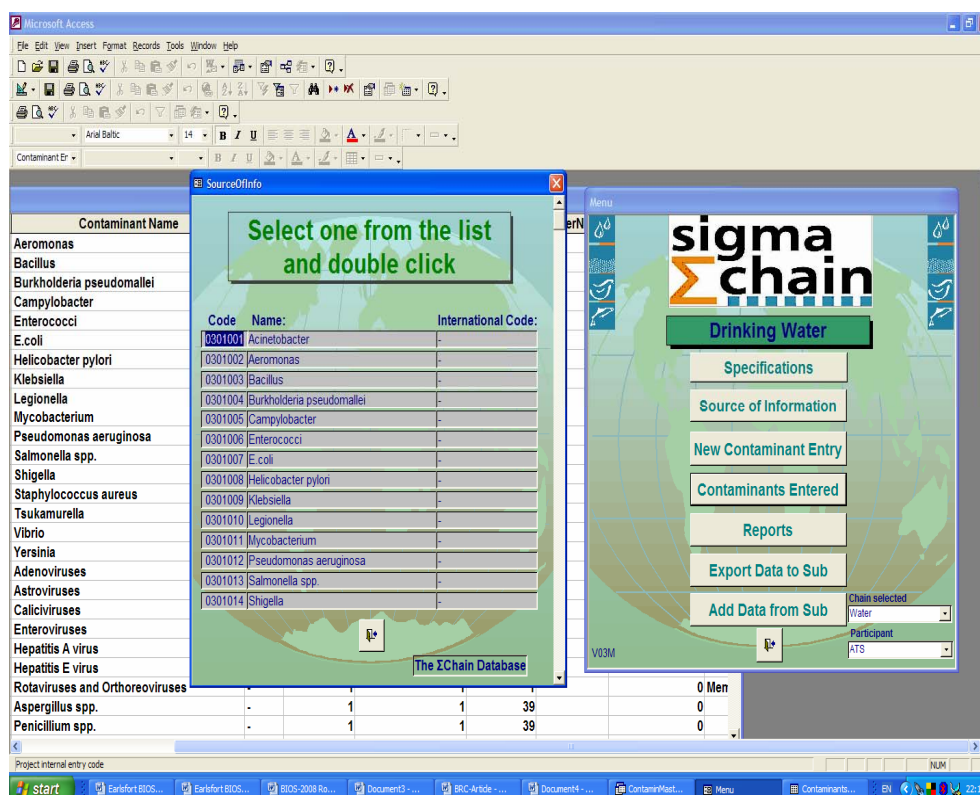 Microsoft Access
File Edit View Insert Format Records Tools Window Help
Arial Baltic 14 B I U
Contaminant Er B I U
Contaminant Name
Aeromonas
Bacillus
Burkholderia pseudomallei
Campylobacter
Enterococci
E.coli
Helicobacter pylori
Klebsiella
Legionella
Mycobacterium
Pseudomonas aeruginosa
Salmonella spp.
Shigella
Staphylococcus aureus
Tsukamurella
Vibrio
Yersinia
Adenoviruses
Astroviruses
Caliciviruses
Enteroviruses
Hepatitis A virus
Hepatitis E virus
Rotaviruses and Orthoreoviruses - 1 1 1 0 Mem
Aspergillus spp. - 1 1 39 0
Penicillium spp. - 1 1 39 0
SourceOfInfo
Select one from the list
and double click
Code Name: International Code:
0301001 Acinetobacter -
0301002 Aeromonas -
0301003 Bacillus -
0301004 Burkholderia pseudomallei -
0301005 Campylobacter -
0301006 Enterococci -
0301007 E.coli -
0301008 Helicobacter pylori -
0301009 Klebsiella -
0301010 Legionella -
0301011 Mycobacterium -
0301012 Pseudomonas aeruginosa -
0301013 Salmonella spp. -
0301014 Shigella -
The ΣChain Database
erN
Menu
sigma
Σchain
Drinking Water
Specifications
Source of Information
New Contaminant Entry
Contaminants Entered
Reports
Export Data to Sub
Add Data from Sub
Chain selected
Water
Participant
ATS
V03M
Project internal entry code NUM
start Earlsfort BIOS... Earlsfort BIOS... BIOS-2008 Ro... Document3 - ... BRC-Article - ... Document4 - ... ContaminMast... Menu Contaminants... EN